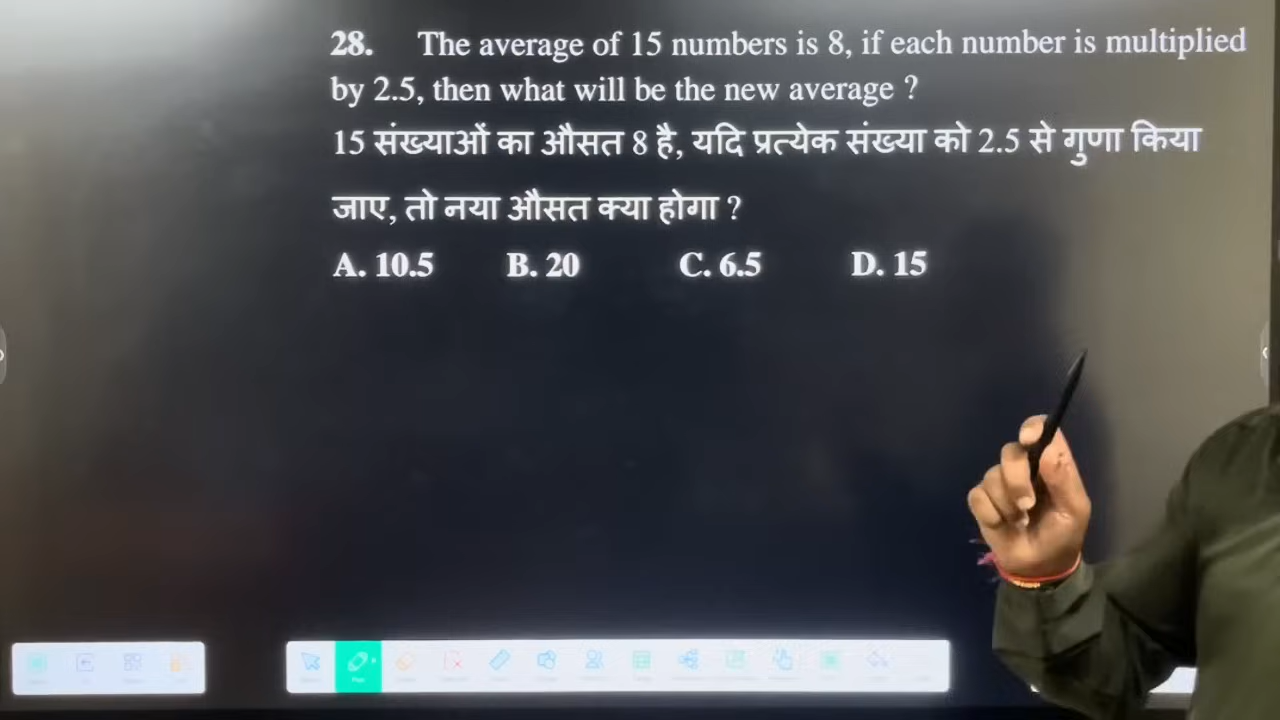 28. The average of 15 numbers is 8, if each number is multiplied
by 2.5, then what will be the new average ?
15 संख्याओं का औसत 8 है, यदि प्रत्येक संख्या को 2.5 से गुणा किया
जाए, तो नया औसत क्या होगा ?
A. 10.5 B. 20 C. 6.5 D. 15